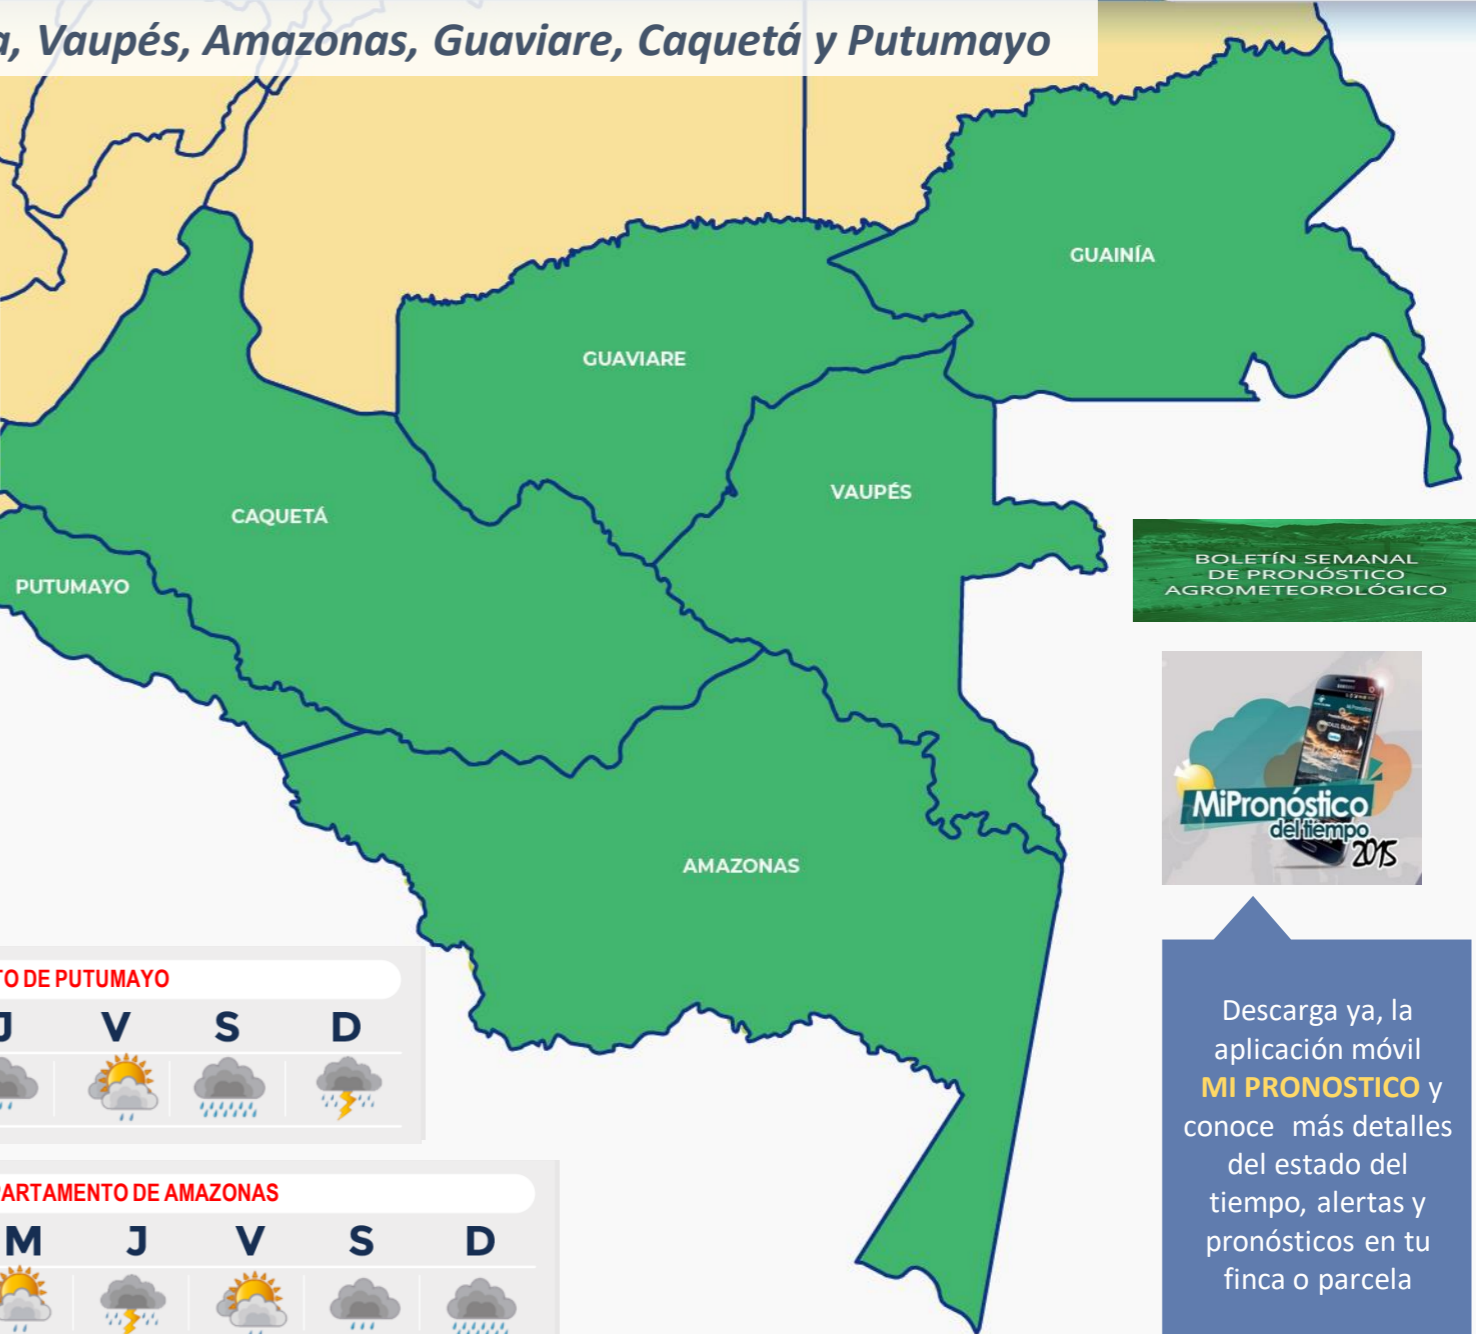 a, Vaupés, Amazonas, Guaviare, Caquetá y Putumayo
GUAINÍA
GUAVIARE
VAUPÉS
CAQUETÁ
PUTUMAYO
AMAZONAS
BOLETÍN SEMANAL
DE PRONÓSTICO
AGROMETEOROLÓGICO
MiPronóstico
del tiempo
2015
Descarga ya, la
aplicación móvil
MI PRONOSTICO y
conoce más detalles
del estado del
tiempo, alertas y
pronósticos en tu
finca o parcela
TO DE PUTUMAYO
J V S D
PARTAMENTO DE AMAZONAS
M J V S D